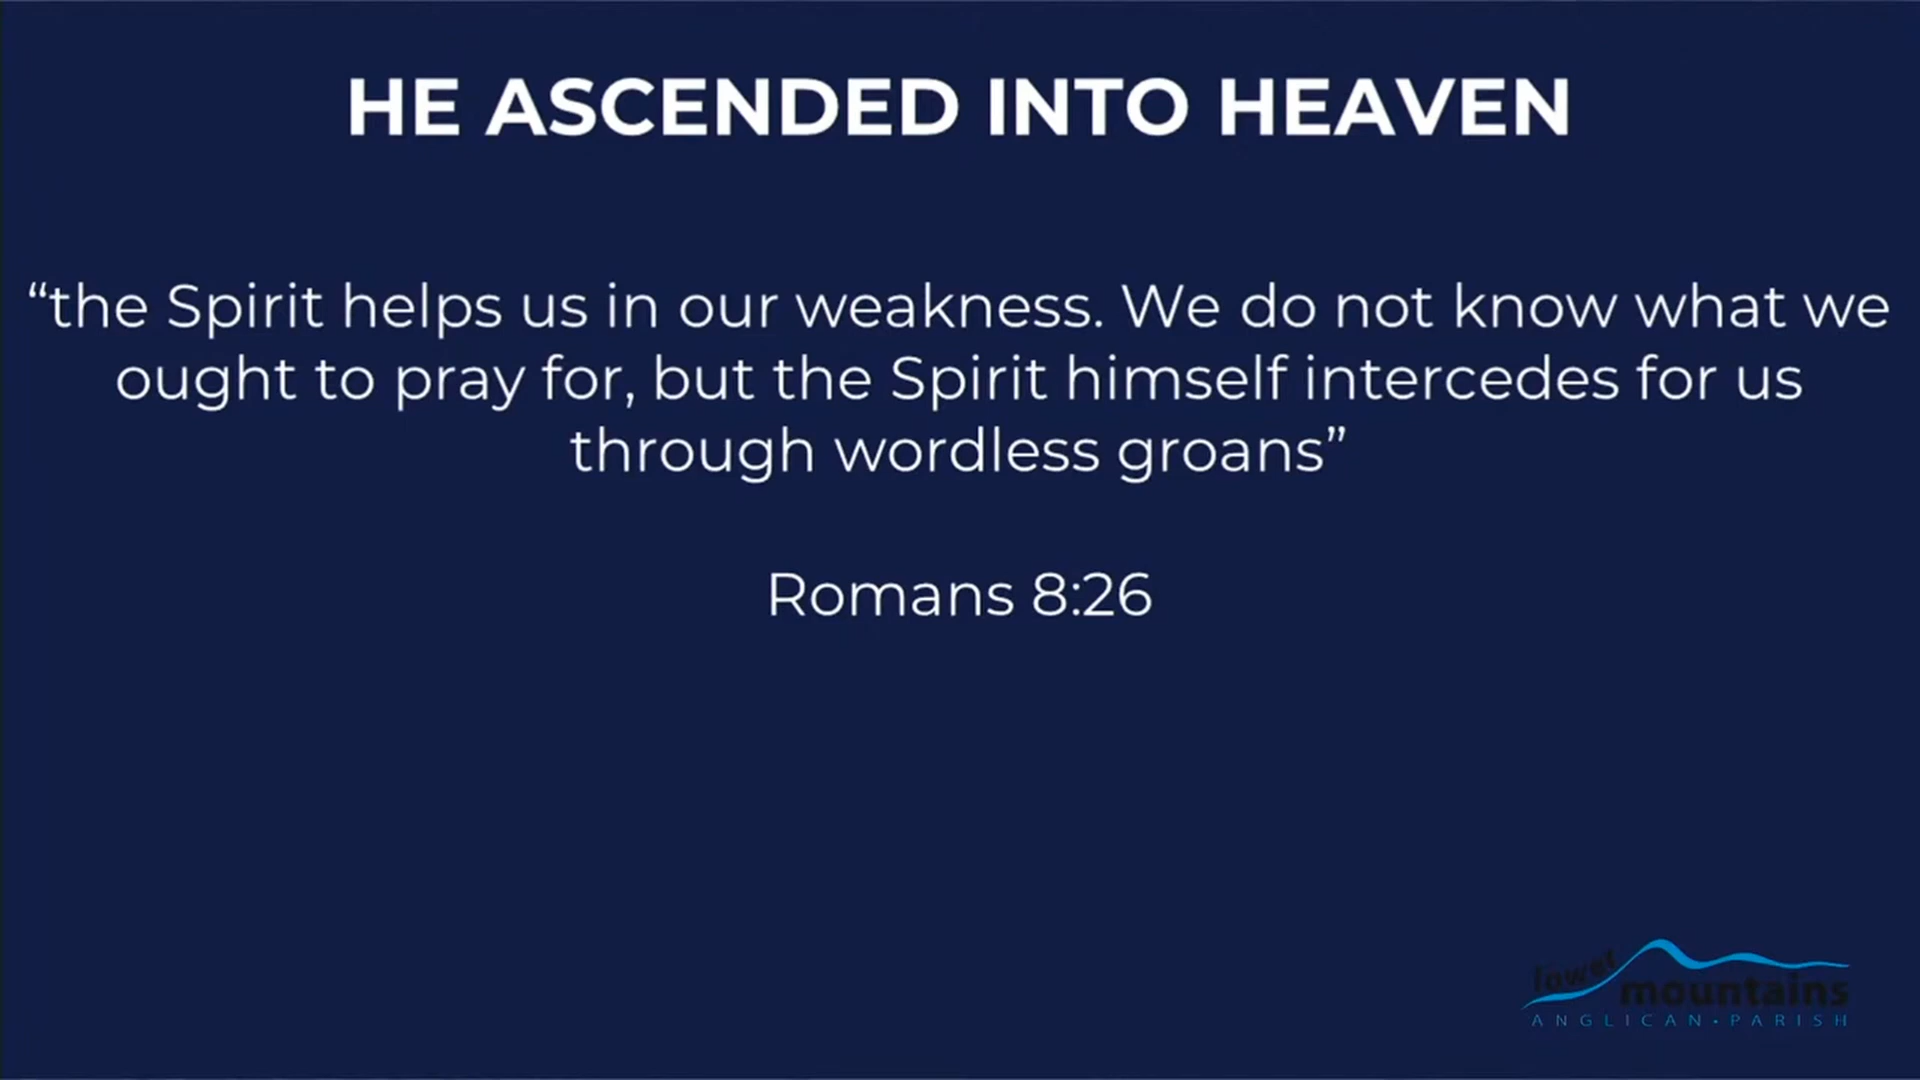 HE ASCENDED INTO HEAVEN
“the Spirit helps us in our weakness. We do not know what we
ought to pray for, but the Spirit himself intercedes for us
through wordless groans”
Romans 8:26
lower
mountains
ANGLICAN·PARISH